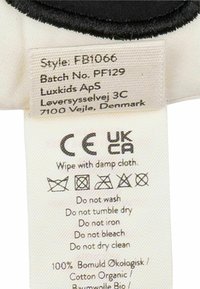 Style: FB1066
Batch No. PF129
Luxkids ApS
Løversysselvej 3C
7100 Vejle, Denmark
CE UKCA
Wipe with damp cloth.
Do not wash
Do not tumble dry
Do not iron
Do not bleach
Do not dry clean
100% Bomuld Økologisk /
Cotton Organic /
Baumwolle Bio /